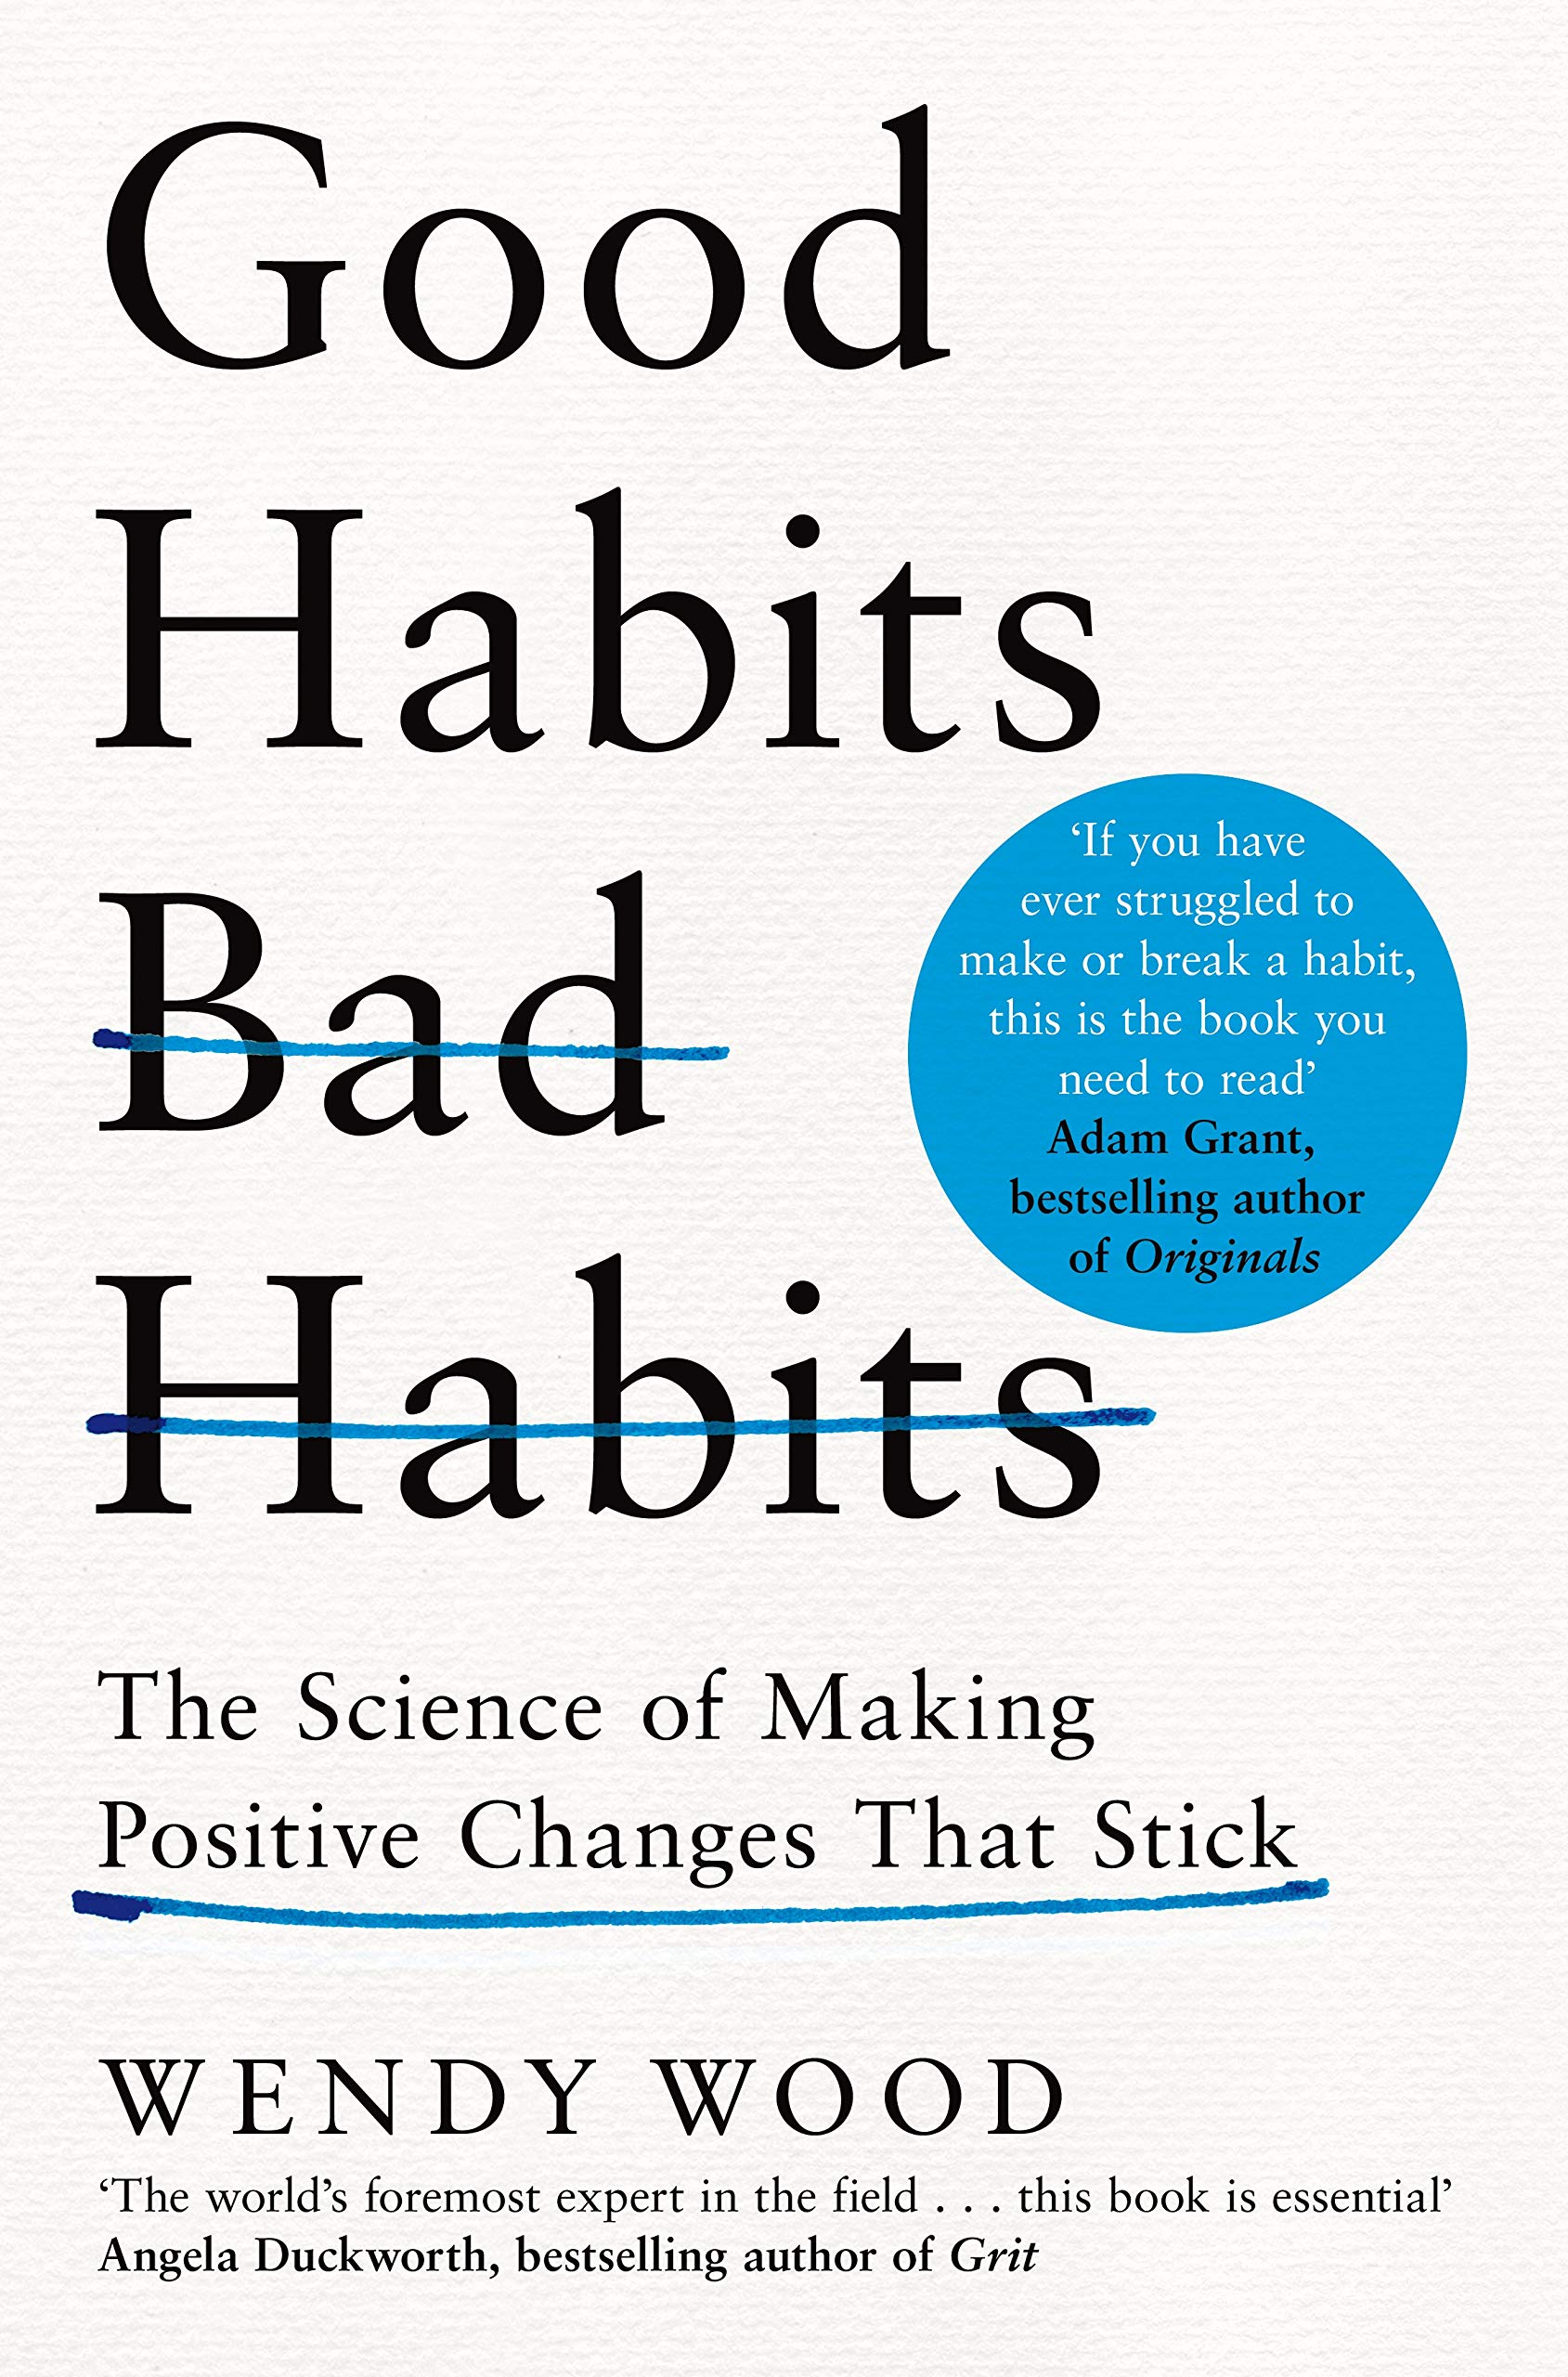 Good
Habits
Bad
Habits
‘If you have
ever struggled to
make or break a habit,
this is the book you
need to read’
Adam Grant,
bestselling author
of Originals
The Science of Making
Positive Changes That Stick
WENDY WOOD
‘The world’s foremost expert in the field . . . this book is essential’
Angela Duckworth, bestselling author of Grit